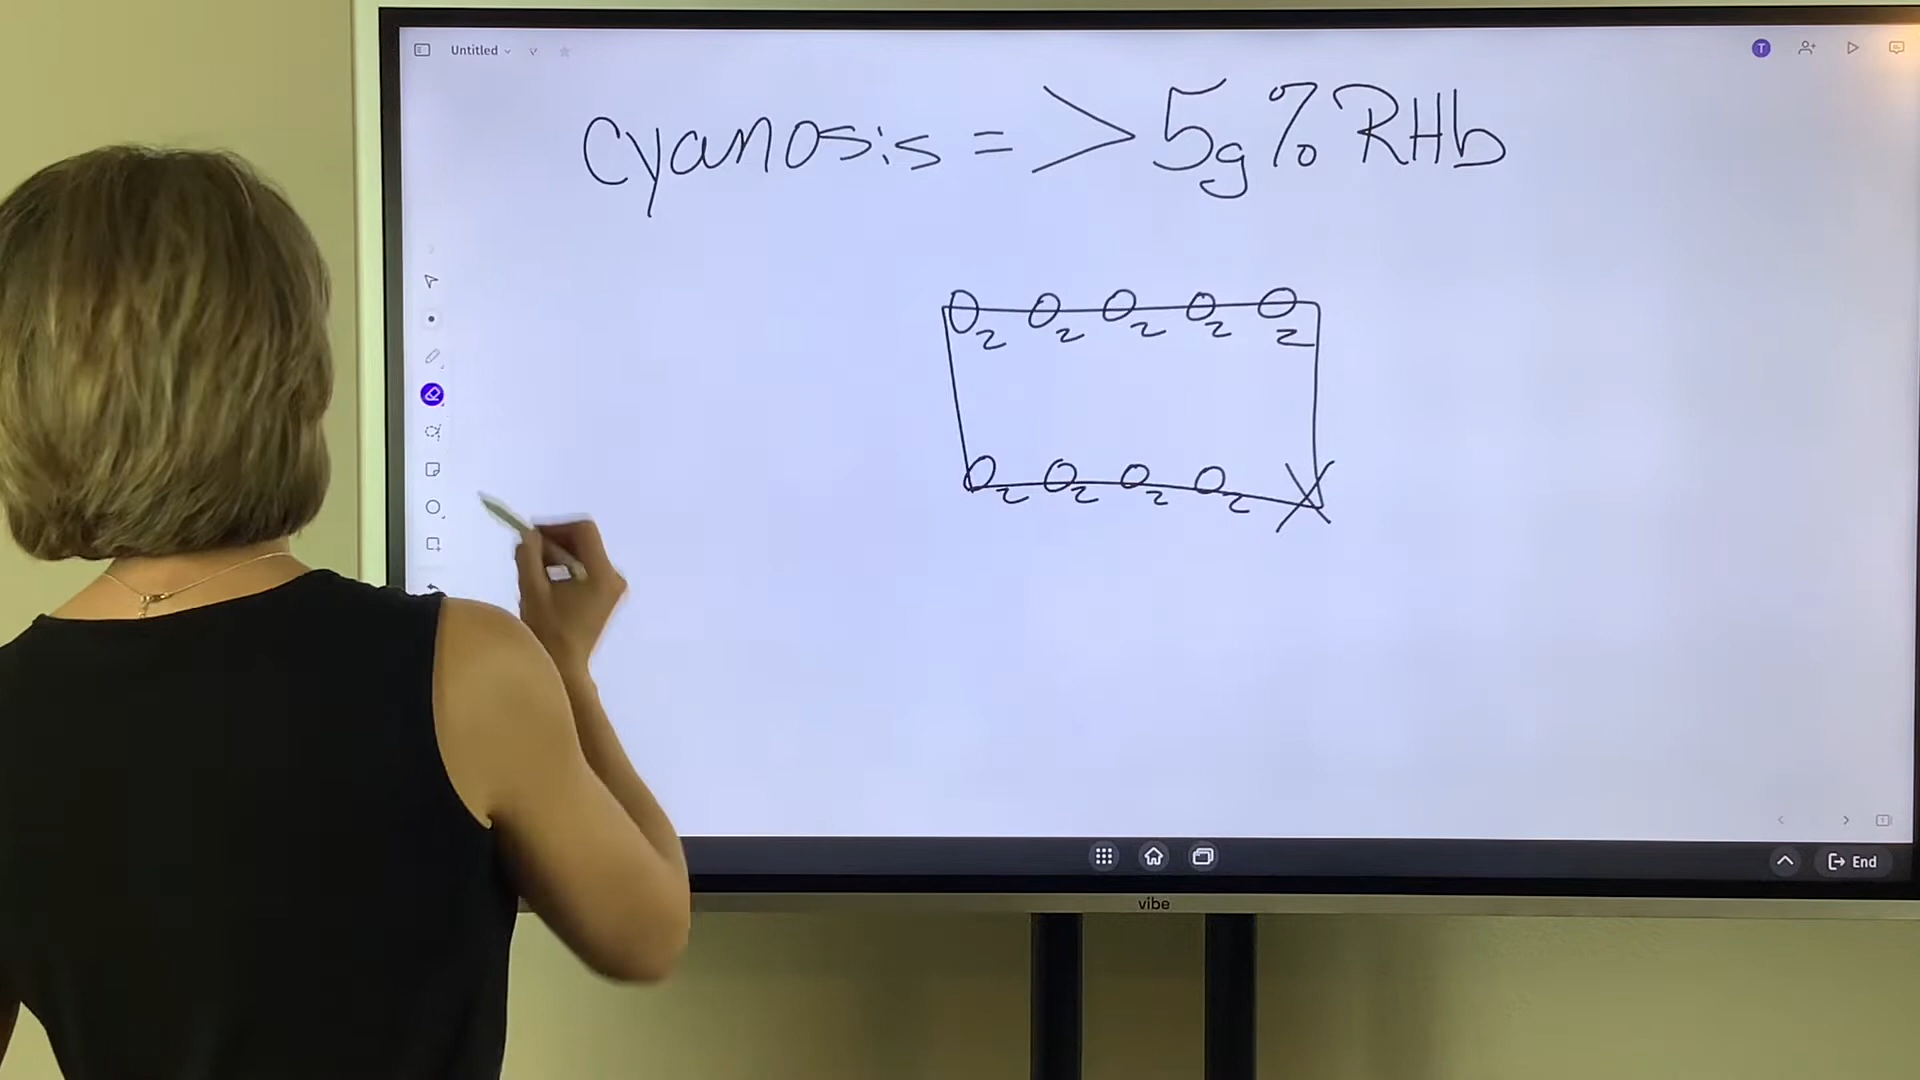 Untitled
T
cyanosis = > 5g% RHb
O2 O2 O2 O2 O2
O2 O2 O2 O2 X
End
vibe